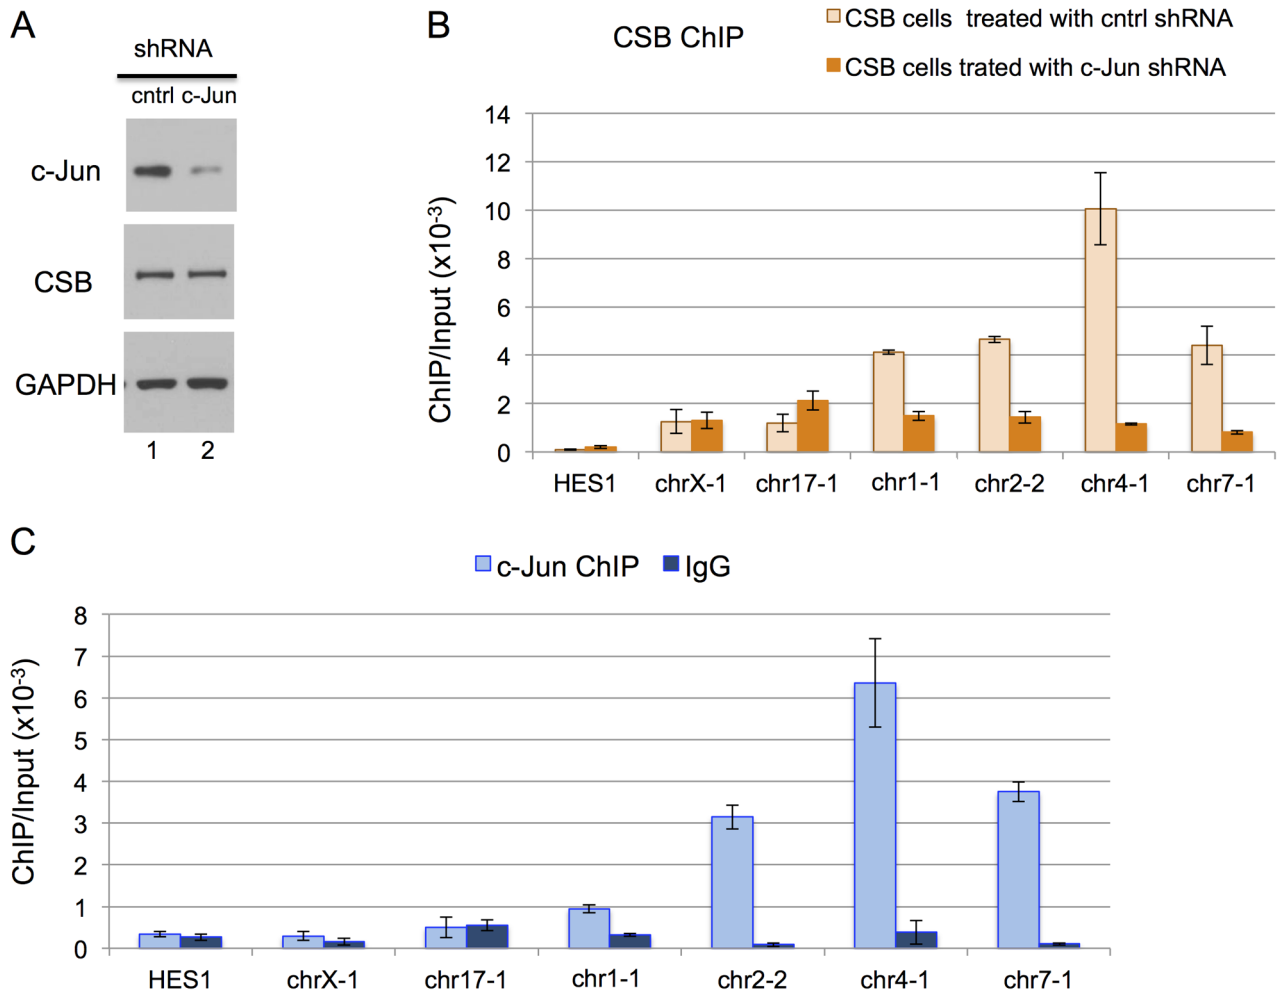 A
shRNA
cntrl c-Jun
c-Jun
CSB
GAPDH
1 2
B
CSB ChIP
CSB cells treated with cntrl shRNA
CSB cells trated with c-Jun shRNA
ChIP/Input (x10-3)
14
12
10
8
6
4
2
0
HES1 chrX-1 chr17-1 chr1-1 chr2-2 chr4-1 chr7-1
C
c-Jun ChIP IgG
ChIP/Input (x10-3)
8
7
6
5
4
3
2
1
0
HES1 chrX-1 chr17-1 chr1-1 chr2-2 chr4-1 chr7-1